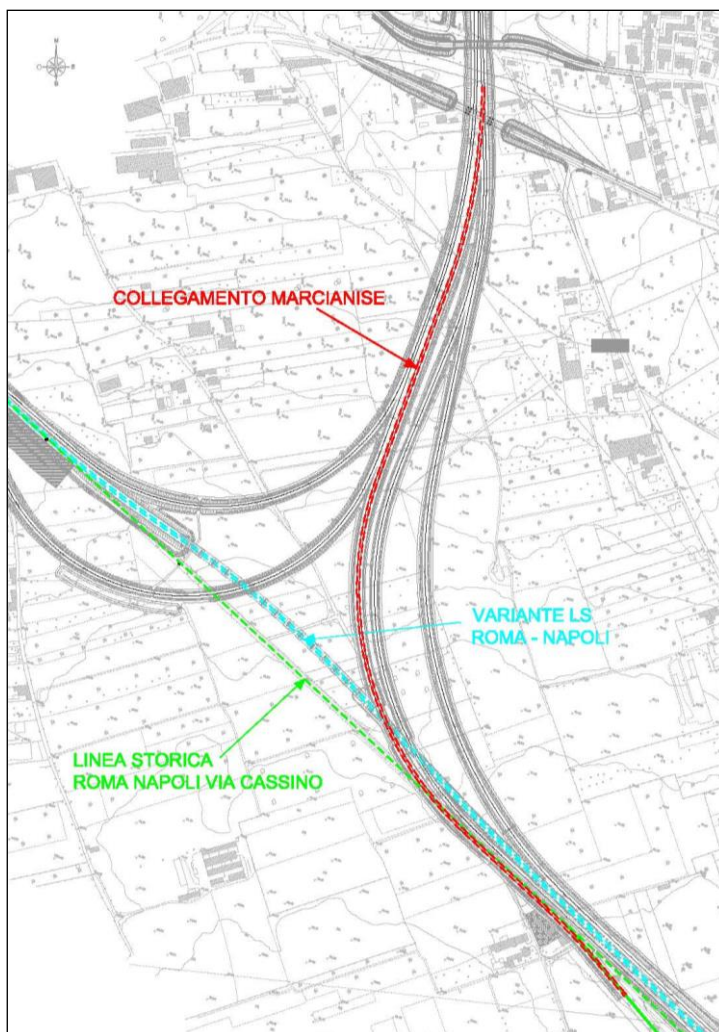 COLLEGAMENTO MARCIANISE
VARIANTE LS
ROMA - NAPOLI
LINEA STORICA
ROMA NAPOLI VIA CASSINO